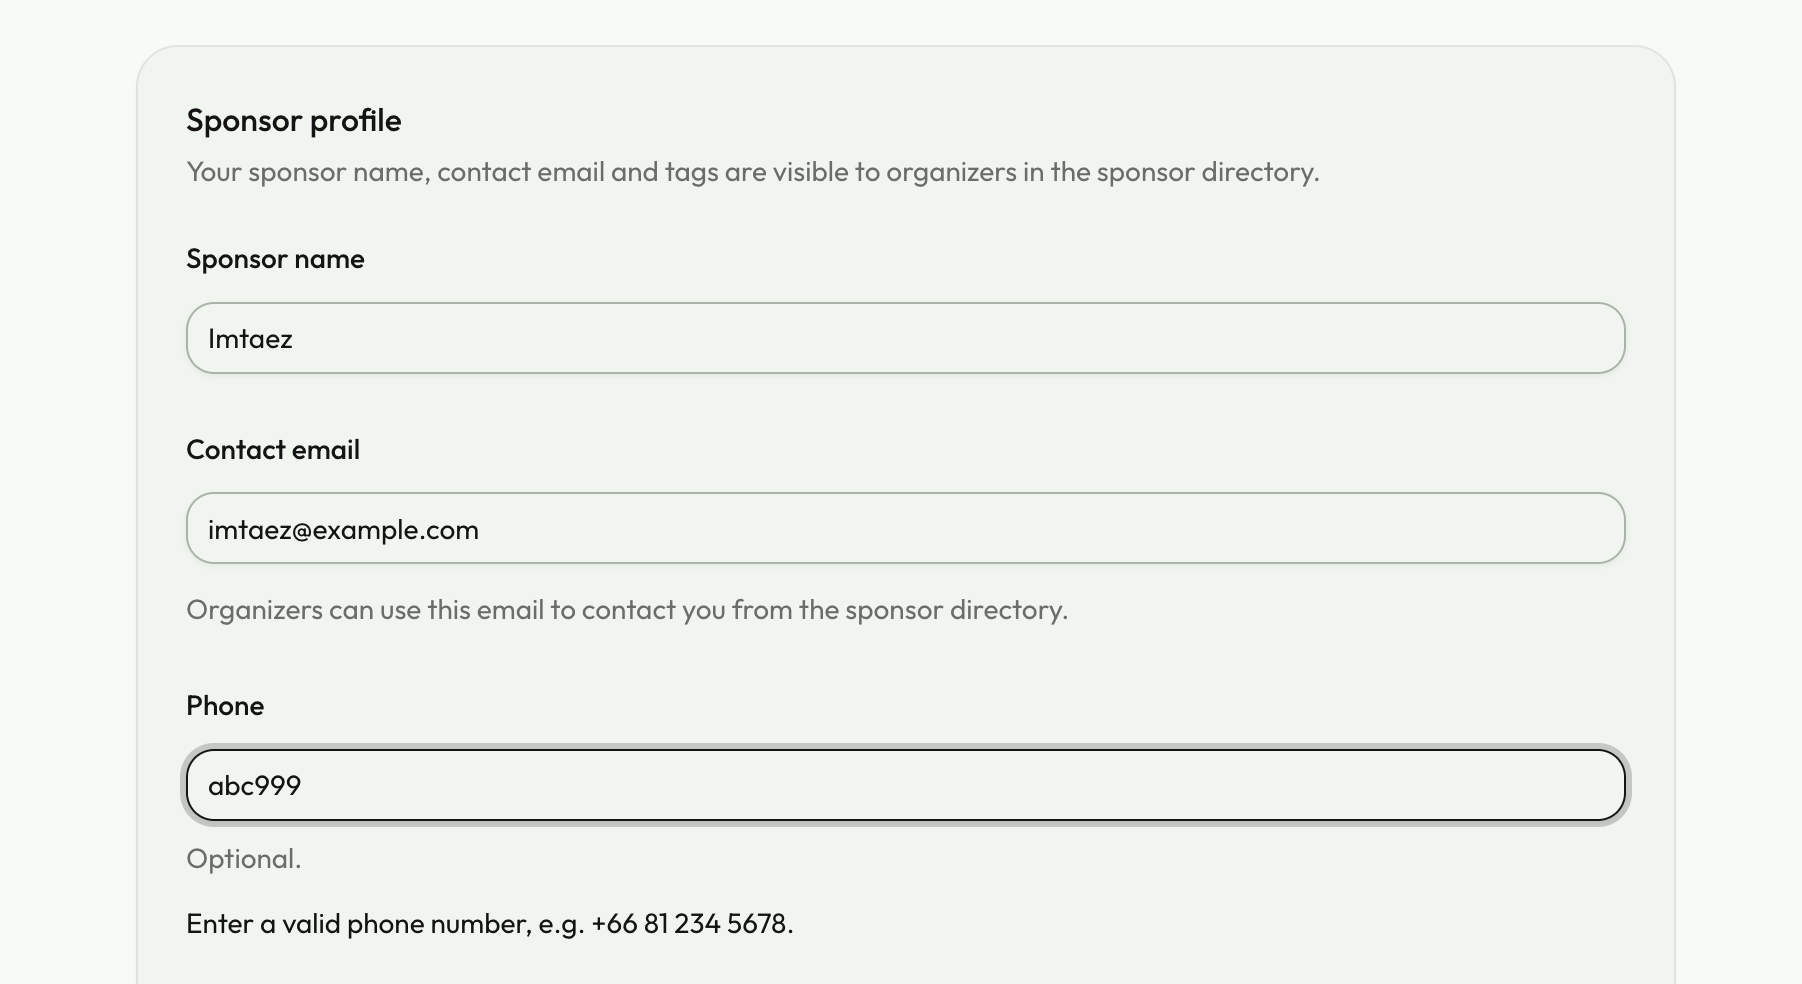 Sponsor profile
Your sponsor name, contact email and tags are visible to organizers in the sponsor directory.
Sponsor name
Imtaez
Contact email
imtaez@example.com
Organizers can use this email to contact you from the sponsor directory.
Phone
abc999
Optional.
Enter a valid phone number, e.g. +66 81 234 5678.